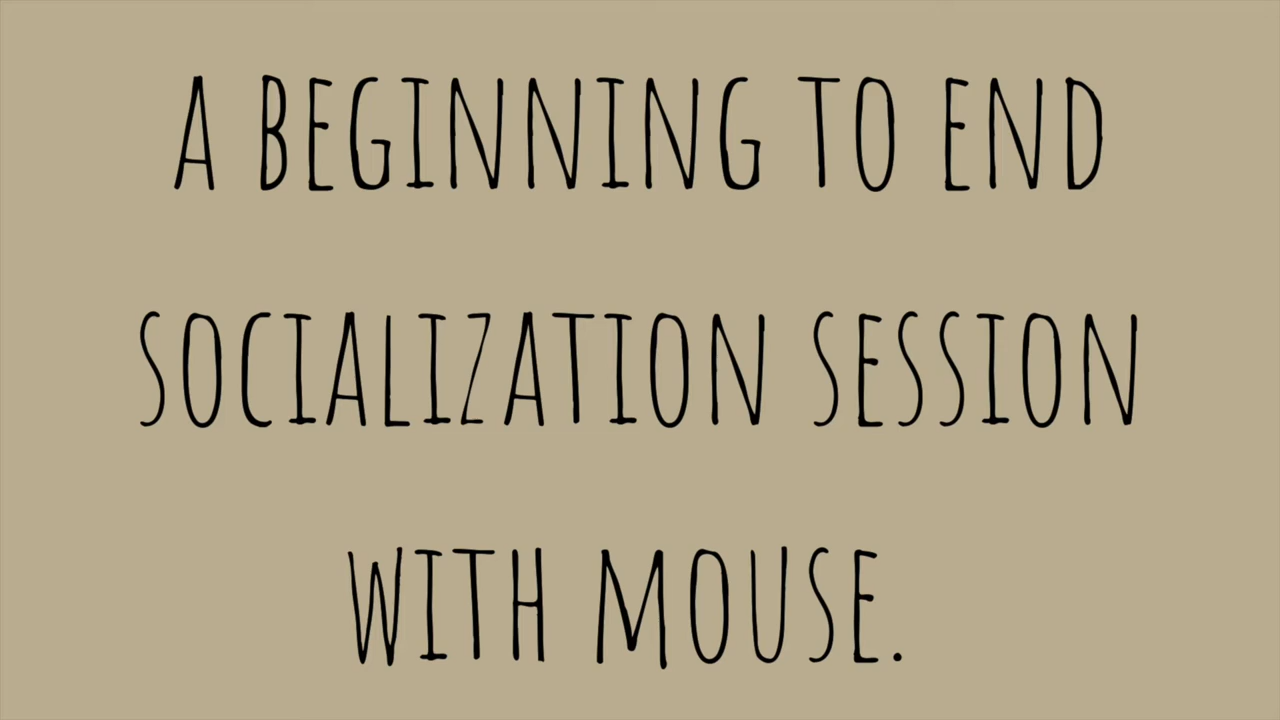 A BEGINNING TO END
SOCIALIZATION SESSION
WITH MOUSE.